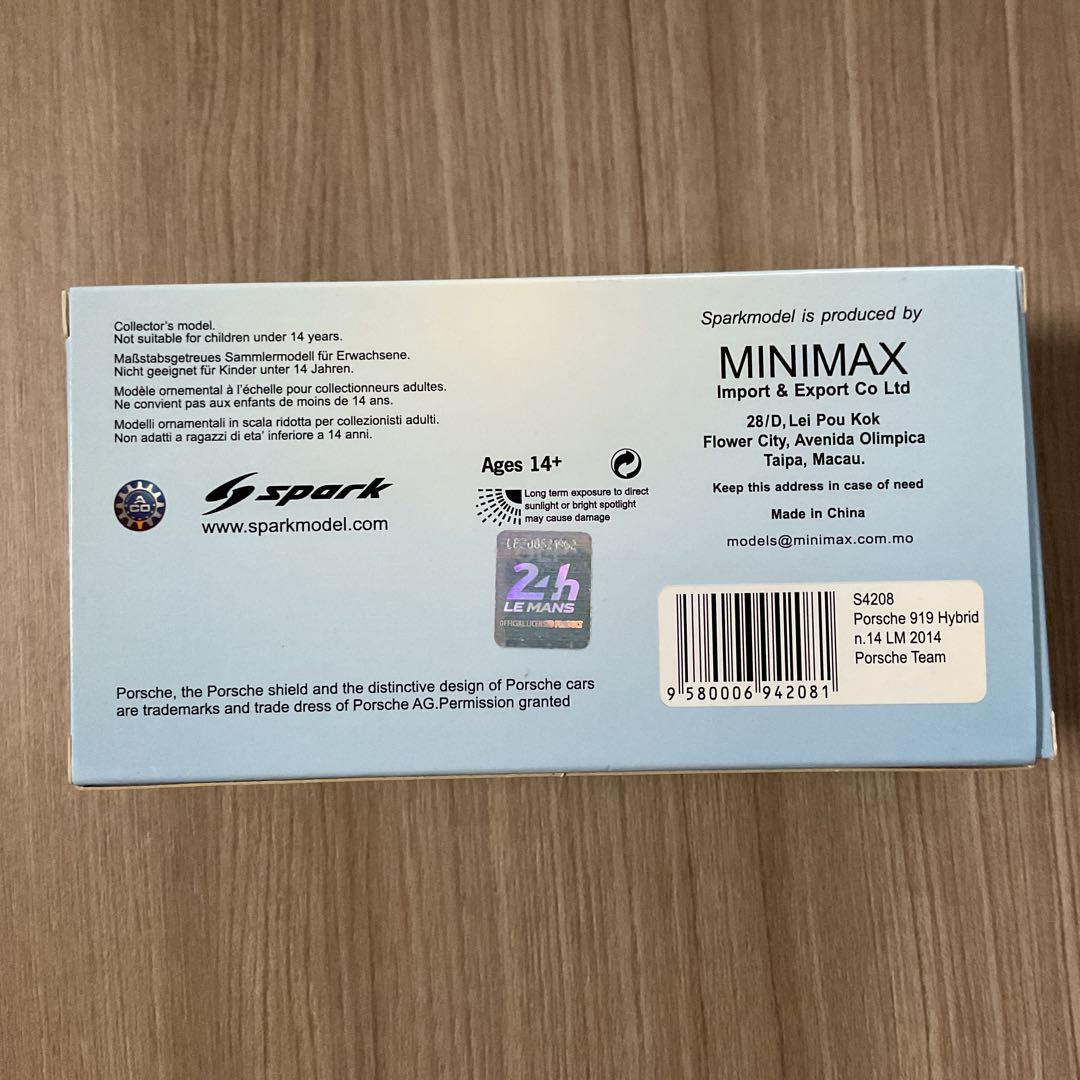 Collector's model.
Not suitable for children under 14 years.
Maßstabsgetreues Sammlermodell für Erwachsene.
Nicht geeignet für Kinder unter 14 Jahren.
Modèle ornemental à l'échelle pour collectionneurs adultes.
Ne convient pas aux enfants de moins de 14 ans.
Modelli ornamentali in scala ridotta per collezionisti adulti.
Non adatti a ragazzi di eta' inferiore a 14 anni.
ACO
spark
www.sparkmodel.com
Ages 14+
Long term exposure to direct
sunlight or bright spotlight
may cause damage
24h
LE MANS
OFFICIAL LICENSED PRODUCT
Porsche, the Porsche shield and the distinctive design of Porsche cars
are trademarks and trade dress of Porsche AG.Permission granted
Sparkmodel is produced by
MINIMAX
Import & Export Co Ltd
28/D, Lei Pou Kok
Flower City, Avenida Olimpica
Taipa, Macau.
Keep this address in case of need
Made in China
models@minimax.com.mo
S4208
Porsche 919 Hybrid
n.14 LM 2014
Porsche Team
9 580006 942081